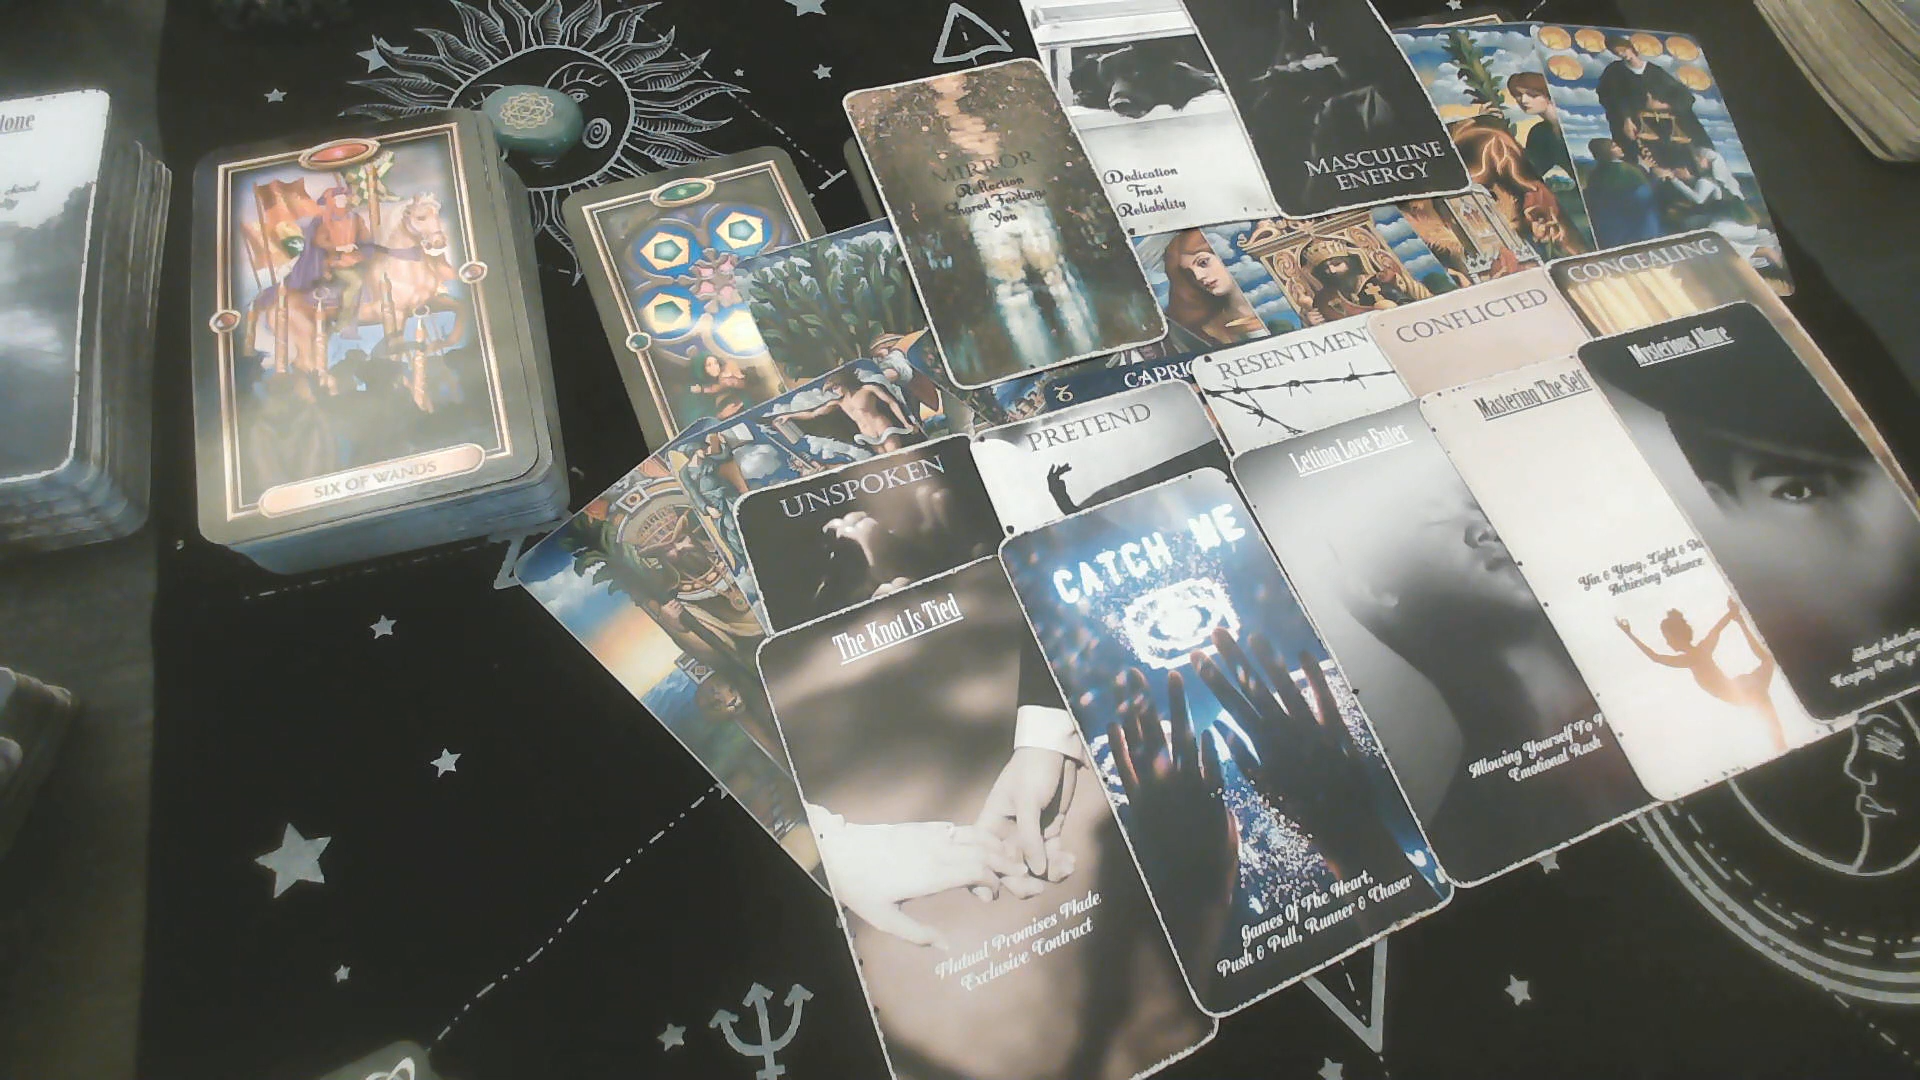 lone
SIX OF WANDS
MIRROR
Reflection
Shared Feelings
You
Dedication
Trust
Reliability
MASCULINE
ENERGY
CAPRIC
UNSPOKEN
PRETEND
RESENTMEN
CONFLICTED
CONCEALING
The Knot Is Tied
Mutual Promises Made
Exclusive Contract
CATCH ME
Games Of The Heart,
Push & Pull, Runner & Chaser
Letting Love Enter
Allowing Yourself To
Emotional Rush
Mastering The Self
Yin & Yang, Light & Da
Achieving Balance
Mysterious Allure
Silent Seduction
Keeping One Eye